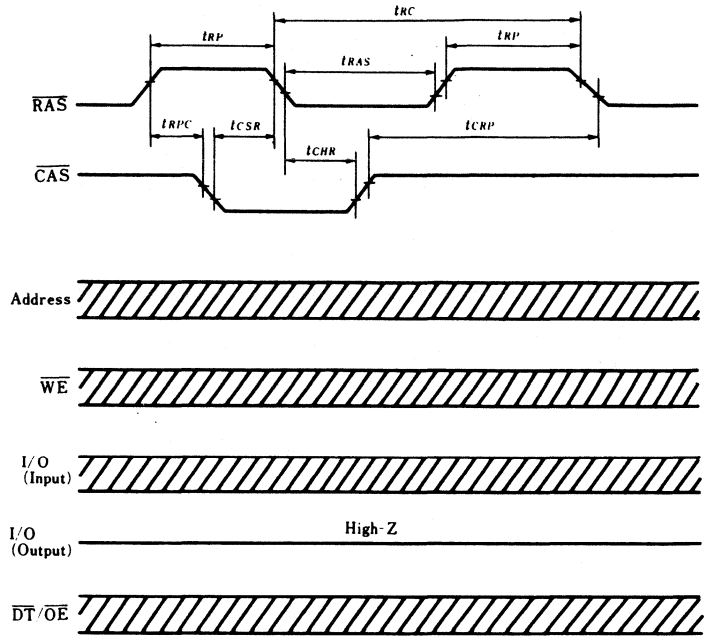 tRC
tRP
tRP
tRAS
RAS
tRPC
tCSR
tCRP
tCHR
CAS
Address
WE
I/O
(Input)
High-Z
I/O
(Output)
DT/OE